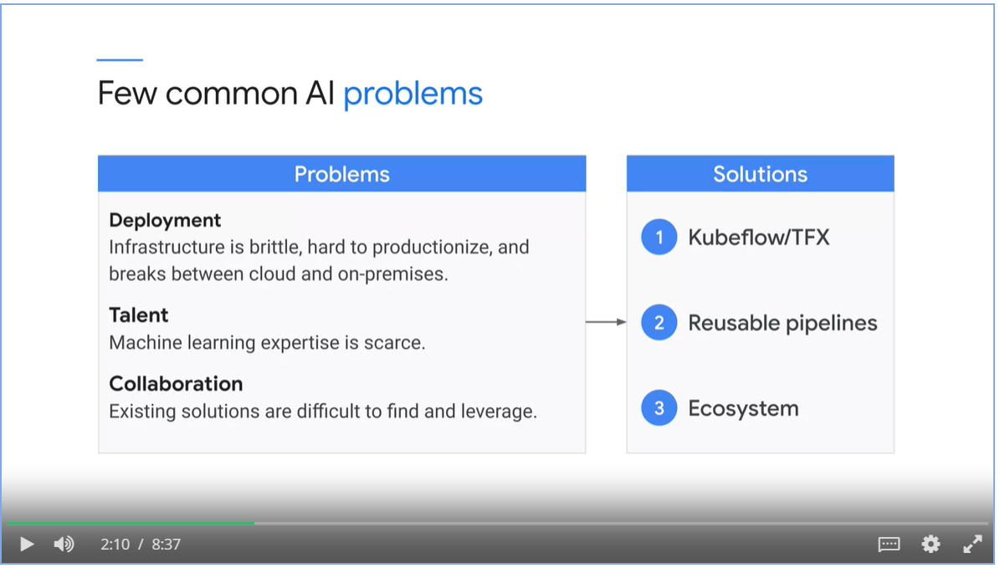 Few common AI problems
Problems
Deployment
Infrastructure is brittle, hard to productionize, and
breaks between cloud and on-premises.
Talent
Machine learning expertise is scarce.
Collaboration
Existing solutions are difficult to find and leverage.
Solutions
1 Kubeflow/TFX
2 Reusable pipelines
3 Ecosystem
2:10 / 8:37